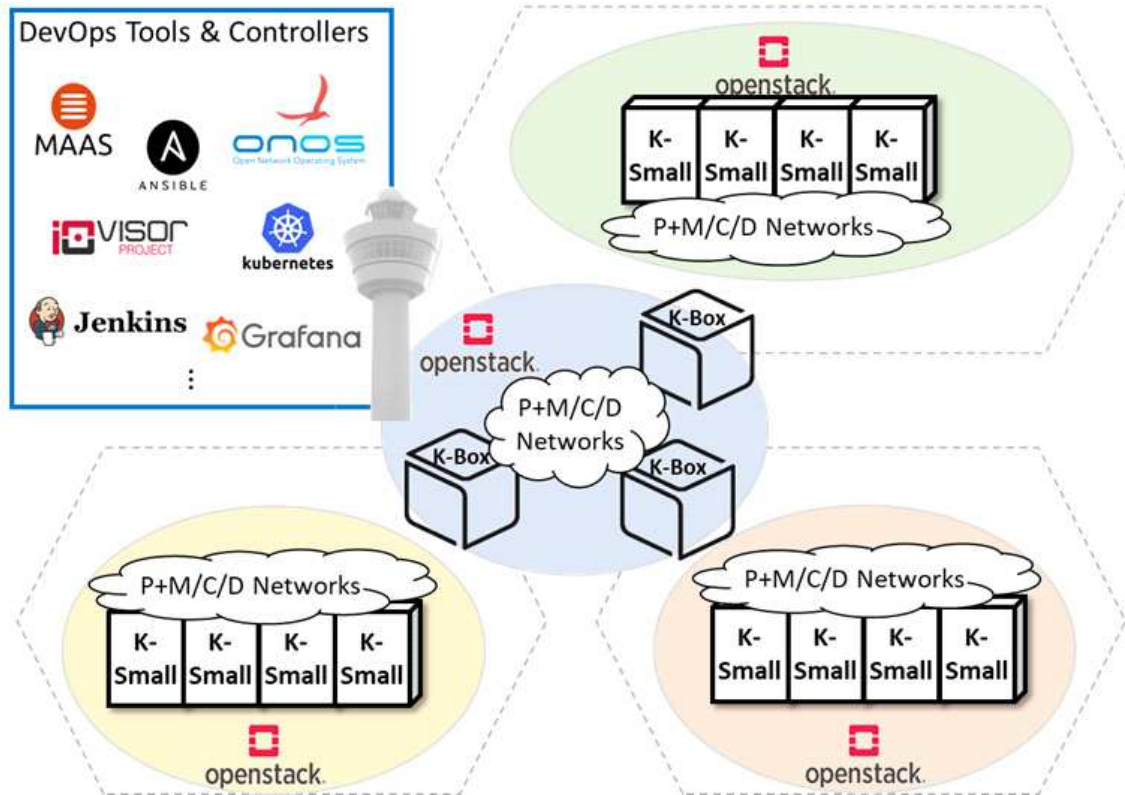 DevOps Tools & Controllers
MAAS
ANSIBLE
onos
Open Network Operating System
iovisor
PROJECT
kubernetes
Jenkins
Grafana
⋮
openstack.
K-Small
K-Small
K-Small
K-Small
P+M/C/D Networks
openstack.
K-Box
P+M/C/D
Networks
K-Box
K-Box
P+M/C/D Networks
K-Small
K-Small
K-Small
K-Small
openstack.
P+M/C/D Networks
K-Small
K-Small
K-Small
K-Small
openstack.